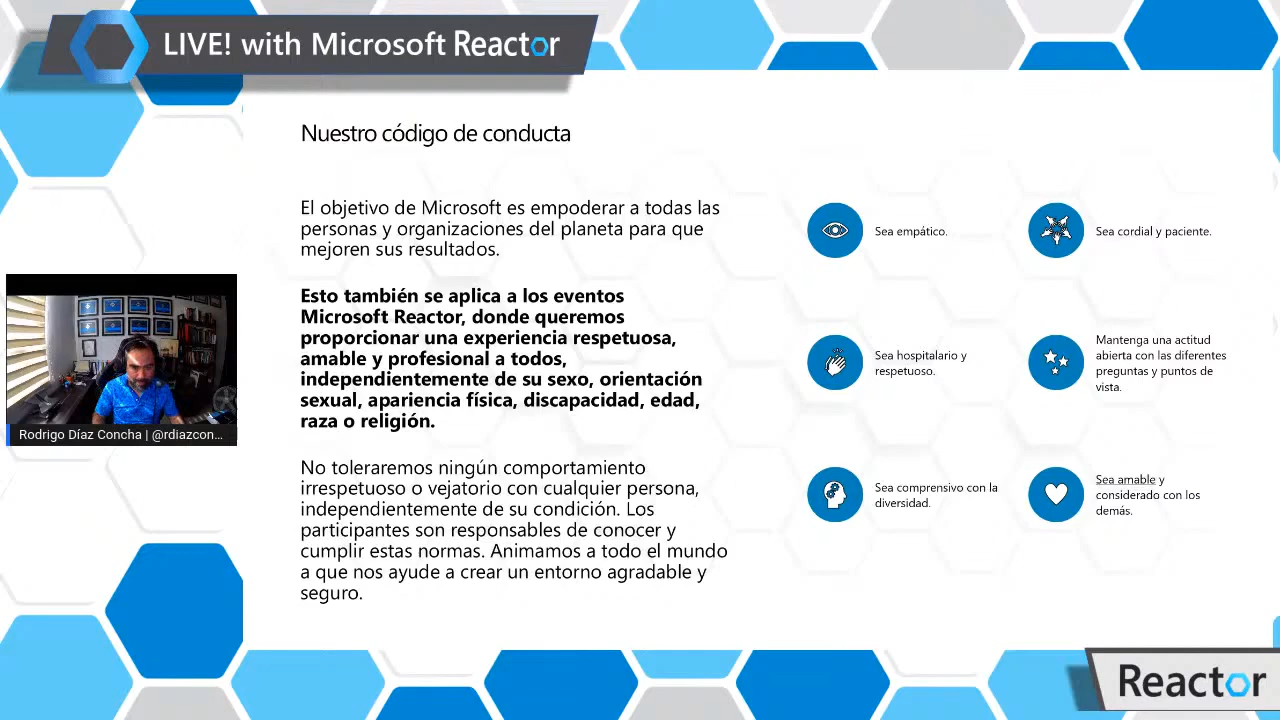 LIVE! with Microsoft Reactor
Nuestro código de conducta
El objetivo de Microsoft es empoderar a todas las
personas y organizaciones del planeta para que
mejoren sus resultados.
Esto también se aplica a los eventos
Microsoft Reactor, donde queremos
proporcionar una experiencia respetuosa,
amable y profesional a todos,
independientemente de su sexo, orientación
sexual, apariencia física, discapacidad, edad,
raza o religión.
No toleraremos ningún comportamiento
irrespetuoso o vejatorio con cualquier persona,
independientemente de su condición. Los
participantes son responsables de conocer y
cumplir estas normas. Animamos a todo el mundo
a que nos ayude a crear un entorno agradable y
seguro.
Sea empático.
Sea cordial y paciente.
Sea hospitalario y
respetuoso.
Mantenga una actitud
abierta con las diferentes
preguntas y puntos de
vista.
Sea comprensivo con la
diversidad.
Sea amable y
considerado con los
demás.
Rodrigo Díaz Concha | @rdiazcon...
Reactor